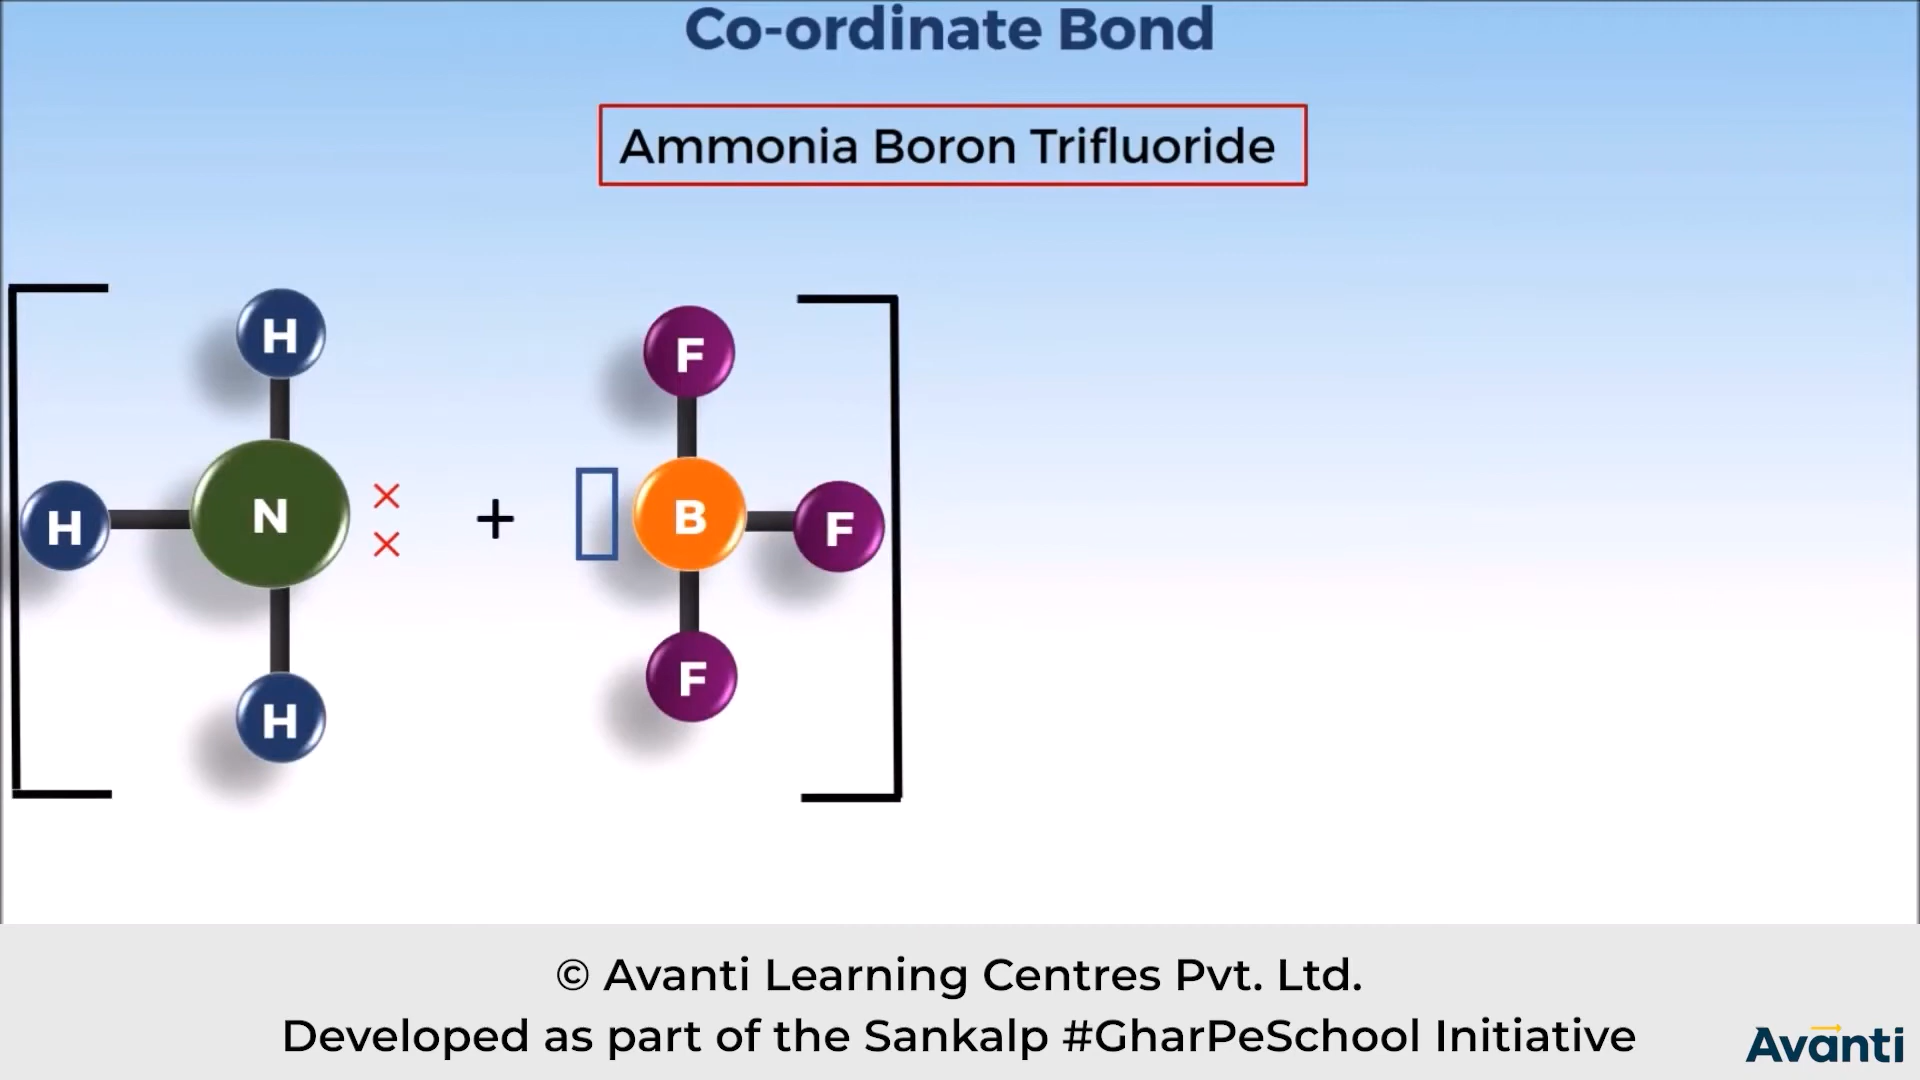 Co-ordinate Bond
Ammonia Boron Trifluoride
H
F
H
N
×
×
+
B
F
F
H
© Avanti Learning Centres Pvt. Ltd.
Developed as part of the Sankalp #GharPeSchool Initiative
Avanti